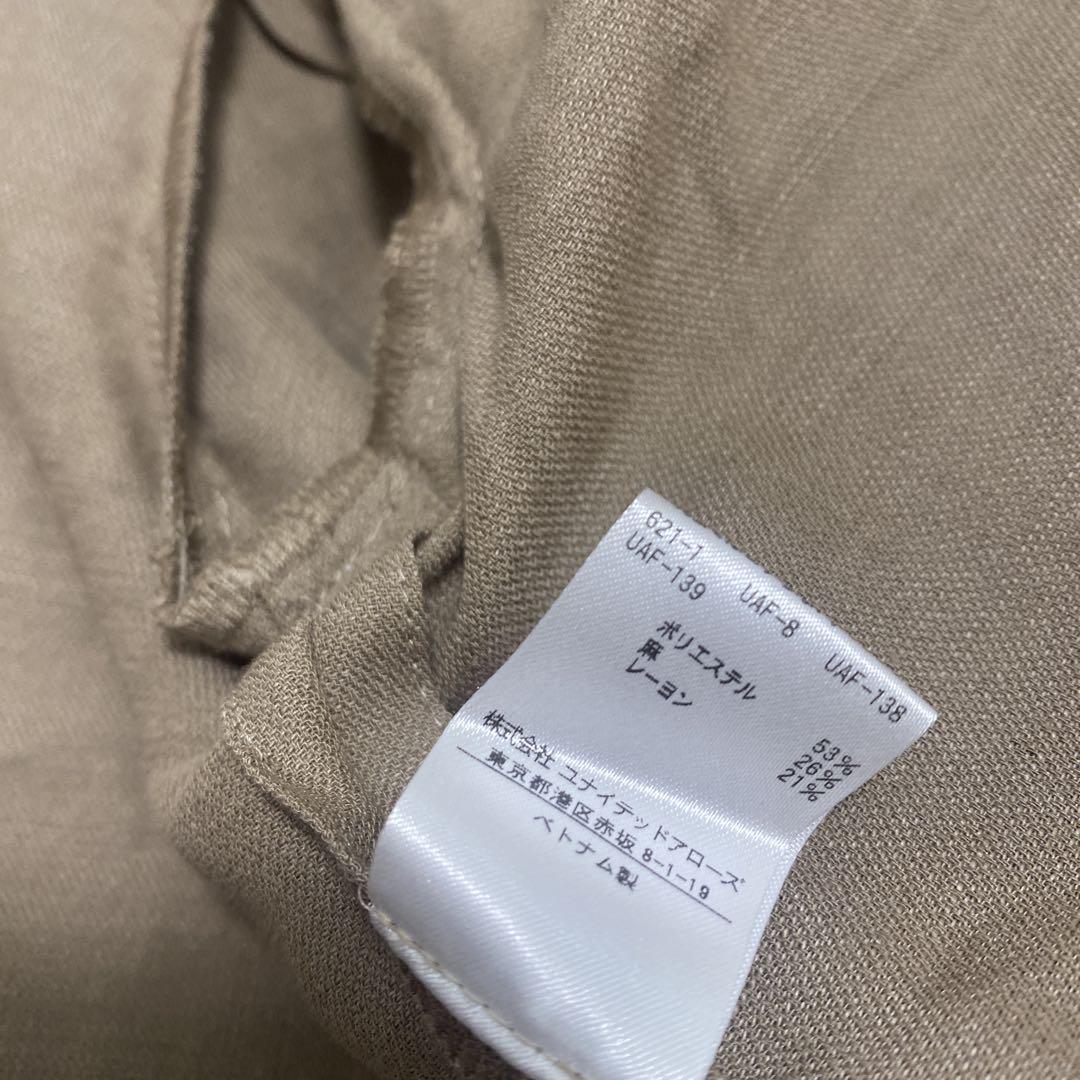 621-1
UAF-139 UAF-8 UAF-138
ポリエステル 53%
麻 26%
レーヨン 21%
株式会社 ユナイテッドアローズ
東京都港区赤坂8-1-19
ベトナム製